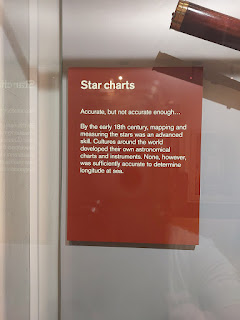 Star charts
Accurate, but not accurate enough...
By the early 18th century, mapping and
measuring the stars was an advanced
skill. Cultures around the world
developed their own astronomical
charts and instruments. None, however,
was sufficiently accurate to determine
longitude at sea.